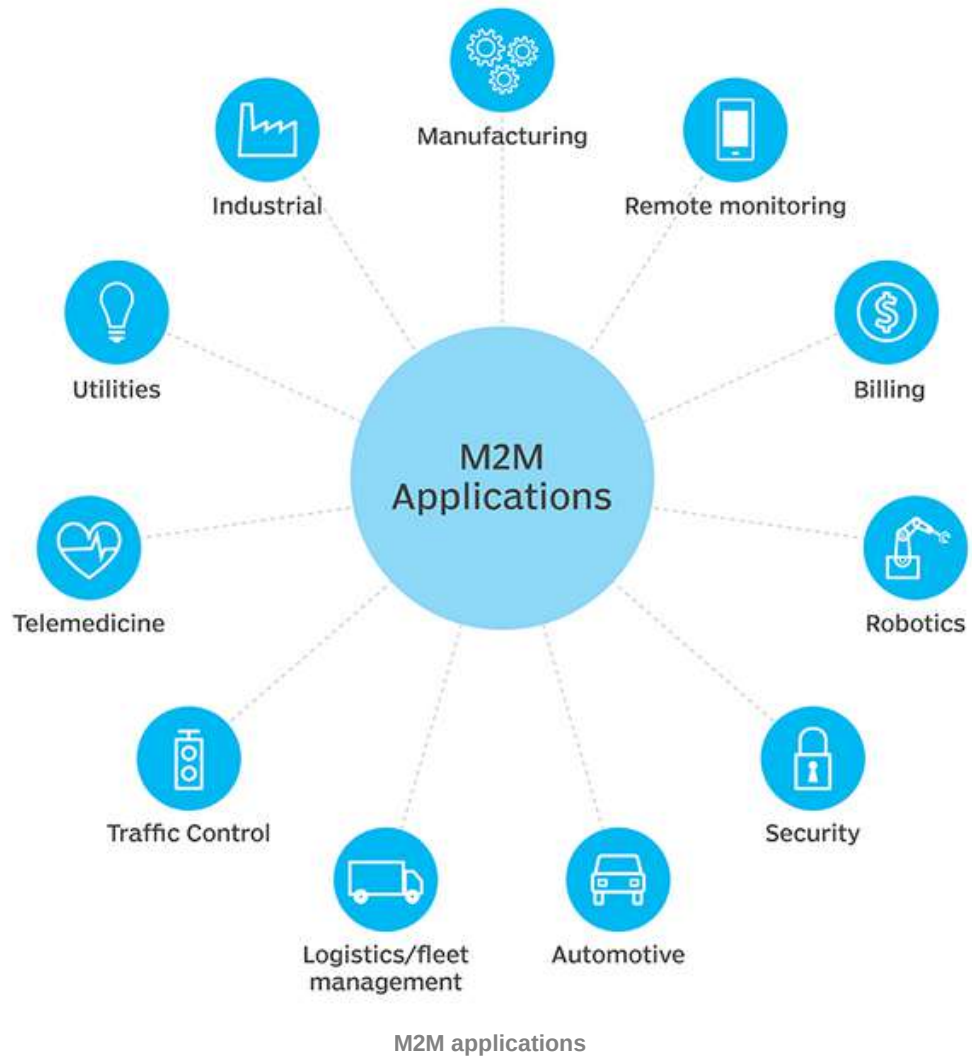 Manufacturing
Industrial
Remote monitoring
Utilities
Billing
M2M
Applications
Telemedicine
Robotics
Traffic Control
Security
Logistics/fleet
management
Automotive
M2M applications